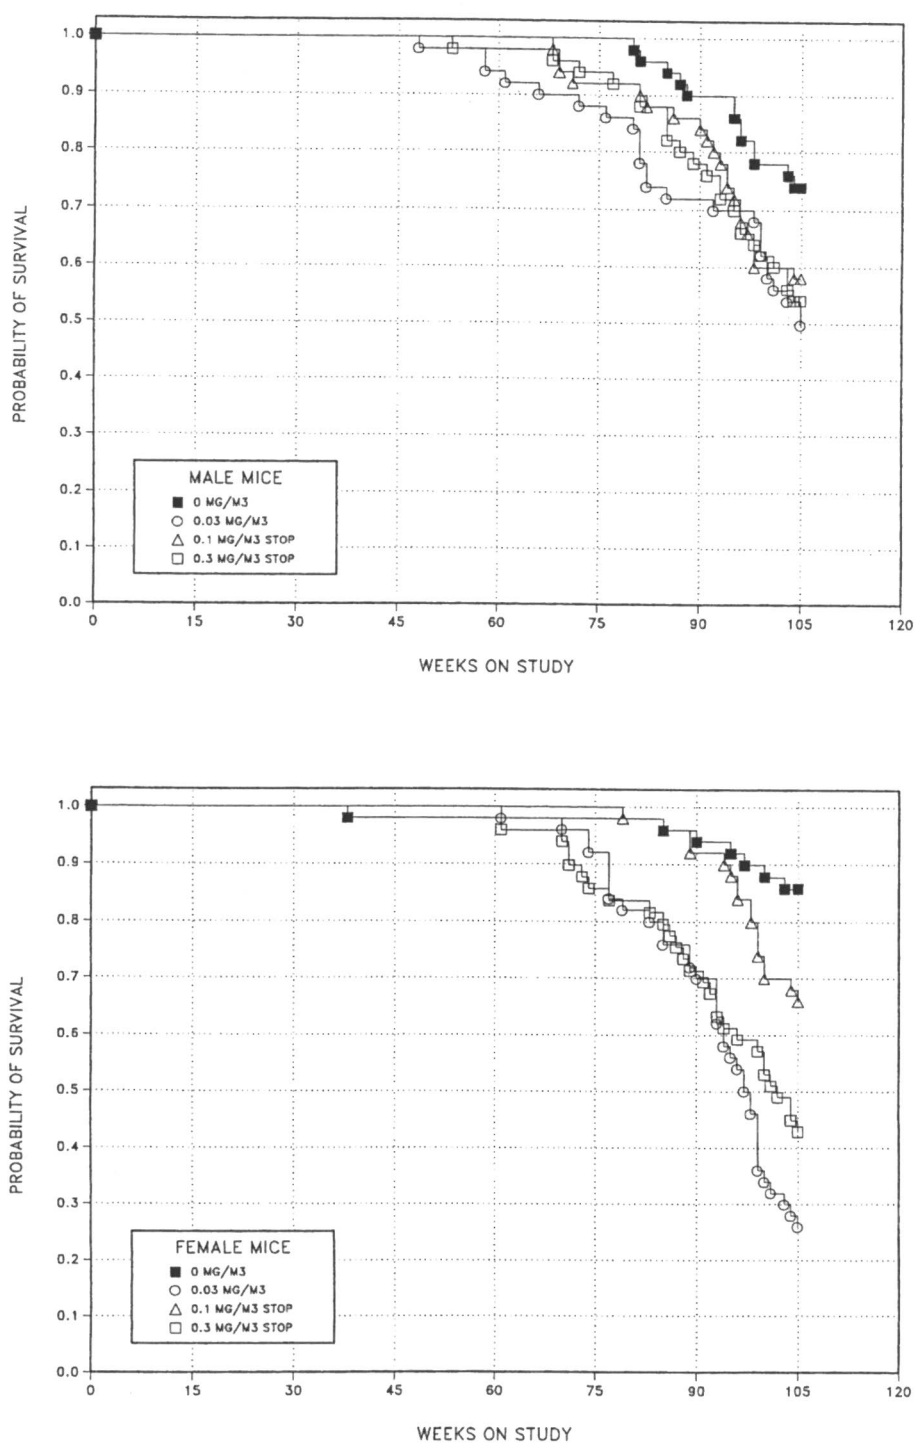 PROBABILITY OF SURVIVAL
1.0
0.9
0.8
0.7
0.6
0.5
0.4
0.3
0.2
0.1
0.0
MALE MICE
0 MG/M3
0.03 MG/M3
0.1 MG/M3 STOP
0.3 MG/M3 STOP
0 15 30 45 60 75 90 105 120
WEEKS ON STUDY
PROBABILITY OF SURVIVAL
1.0
0.9
0.8
0.7
0.6
0.5
0.4
0.3
0.2
0.1
0.0
FEMALE MICE
0 MG/M3
0.03 MG/M3
0.1 MG/M3 STOP
0.3 MG/M3 STOP
0 15 30 45 60 75 90 105 120
WEEKS ON STUDY